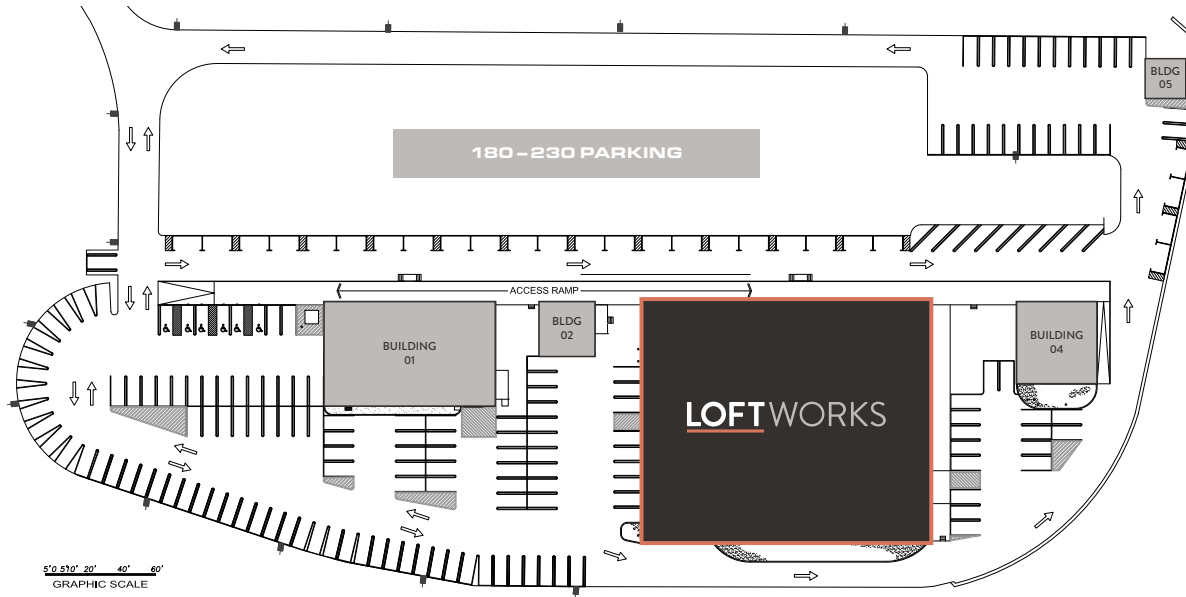 BLDG
05
180–230 PARKING
ACCESS RAMP
BUILDING
01
BLDG
02
LOFTWORKS
BUILDING
04
5'0 5'10' 20' 40' 60'
GRAPHIC SCALE